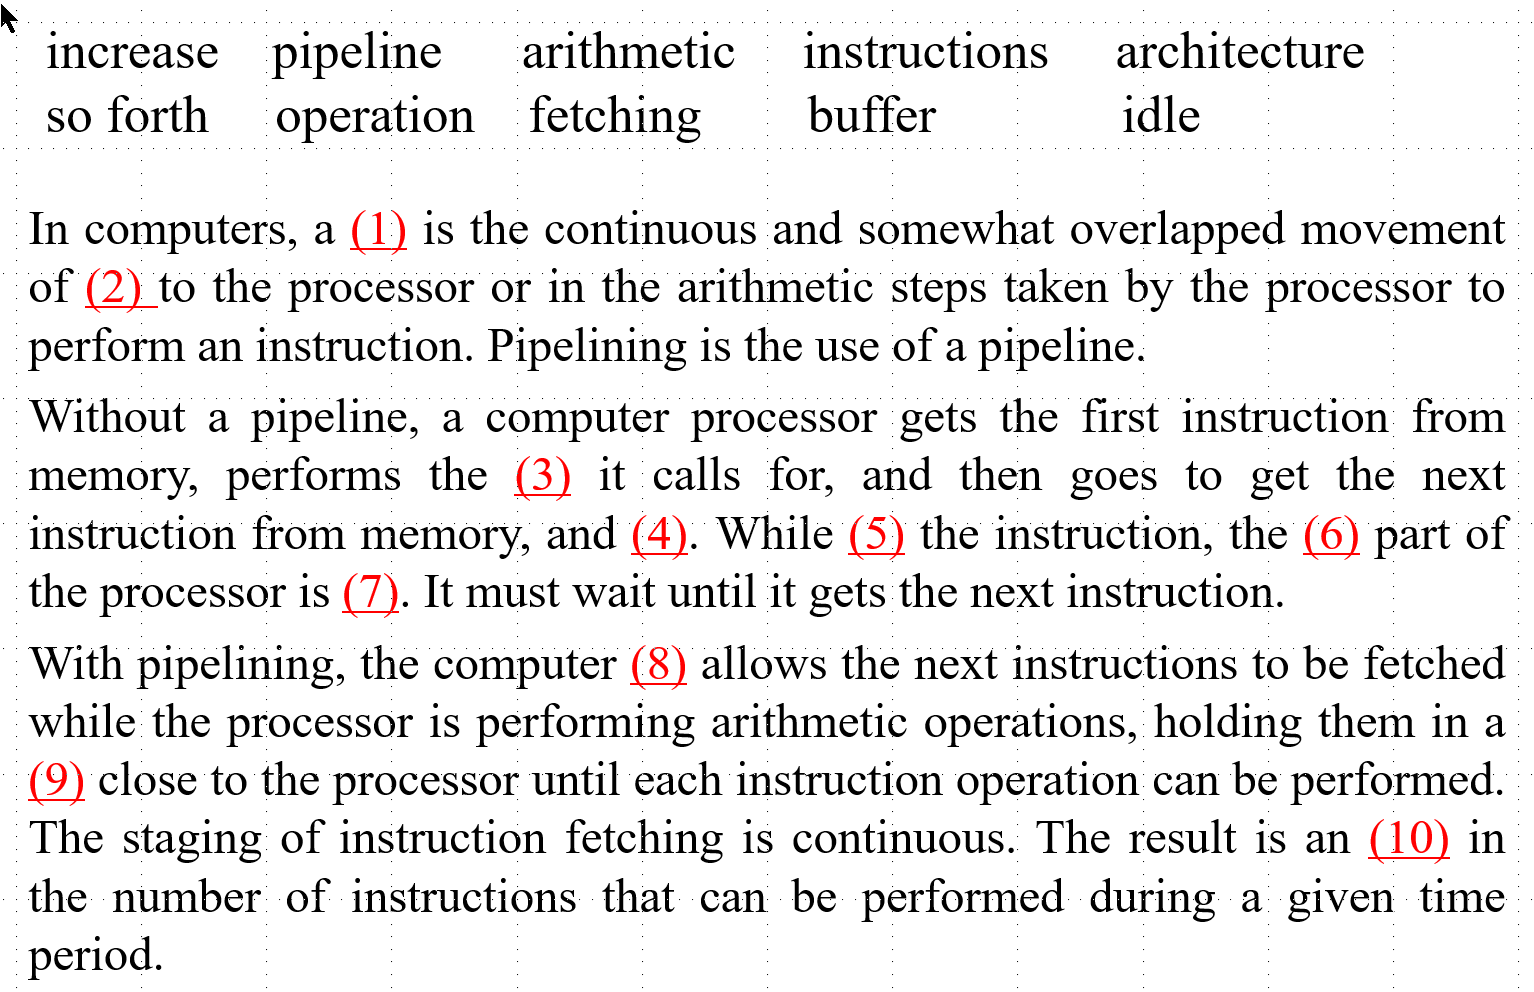 increase pipeline arithmetic instructions architecture
so forth operation fetching buffer idle
In computers, a (1) is the continuous and somewhat overlapped movement
of (2) to the processor or in the arithmetic steps taken by the processor to
perform an instruction. Pipelining is the use of a pipeline.
Without a pipeline, a computer processor gets the first instruction from
memory, performs the (3) it calls for, and then goes to get the next
instruction from memory, and (4). While (5) the instruction, the (6) part of
the processor is (7). It must wait until it gets the next instruction.
With pipelining, the computer (8) allows the next instructions to be fetched
while the processor is performing arithmetic operations, holding them in a
(9) close to the processor until each instruction operation can be performed.
The staging of instruction fetching is continuous. The result is an (10) in
the number of instructions that can be performed during a given time
period.